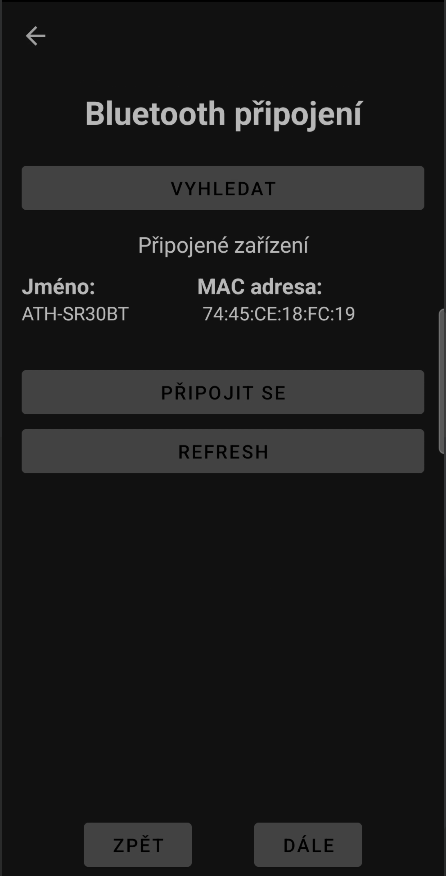 Bluetooth připojení
VYHLEDAT
Připojené zařízení
Jméno: MAC adresa:
ATH-SR30BT 74:45:CE:18:FC:19
PŘIPOJIT SE
REFRESH
ZPĚT DÁLE